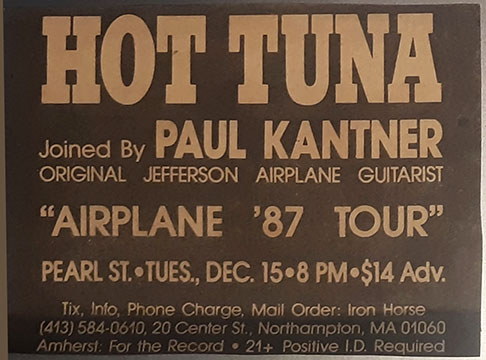 HOT TUNA
Joined By PAUL KANTNER
ORIGINAL JEFFERSON AIRPLANE GUITARIST
“AIRPLANE ’87 TOUR”
PEARL ST.•TUES., DEC. 15•8 PM•$14 Adv.
Tix, Info, Phone Charge, Mail Order: Iron Horse
(413) 584-0610, 20 Center St., Northampton, MA 01060
Amherst: For the Record • 21+ Positive I.D. Required